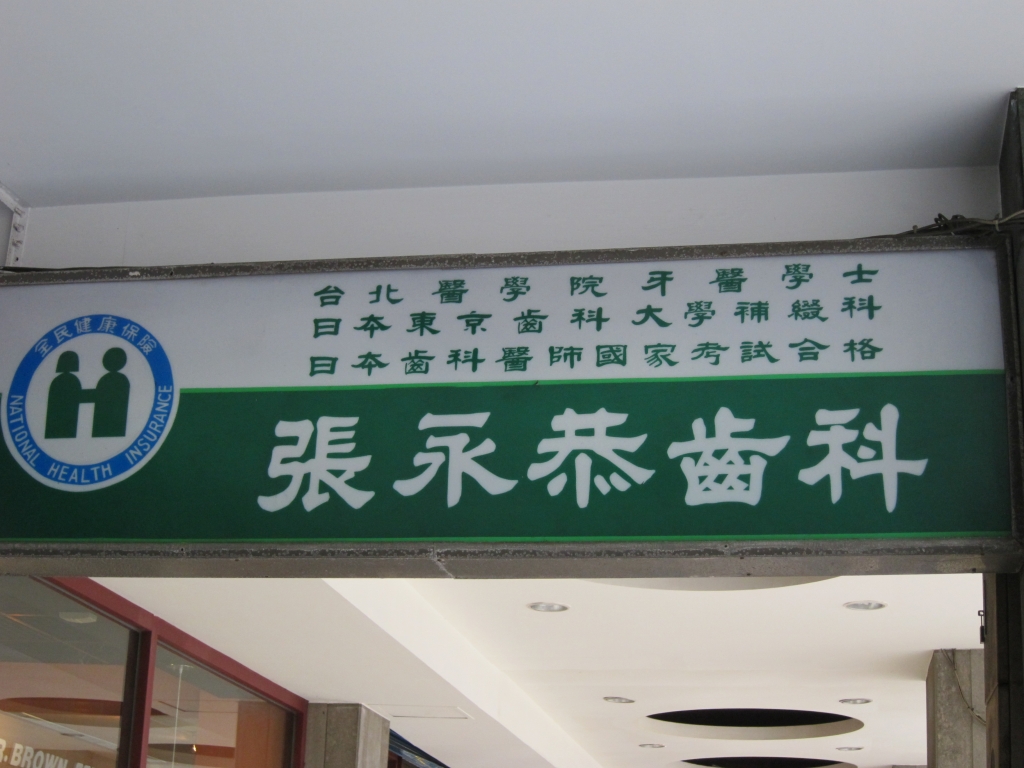 台北醫學院牙醫學士
日本東京齒科大學補綴科
日本齒科醫師國家考試合格
全民健康保險
NATIONAL HEALTH INSURANCE
張永恭齒科
R. BROWN